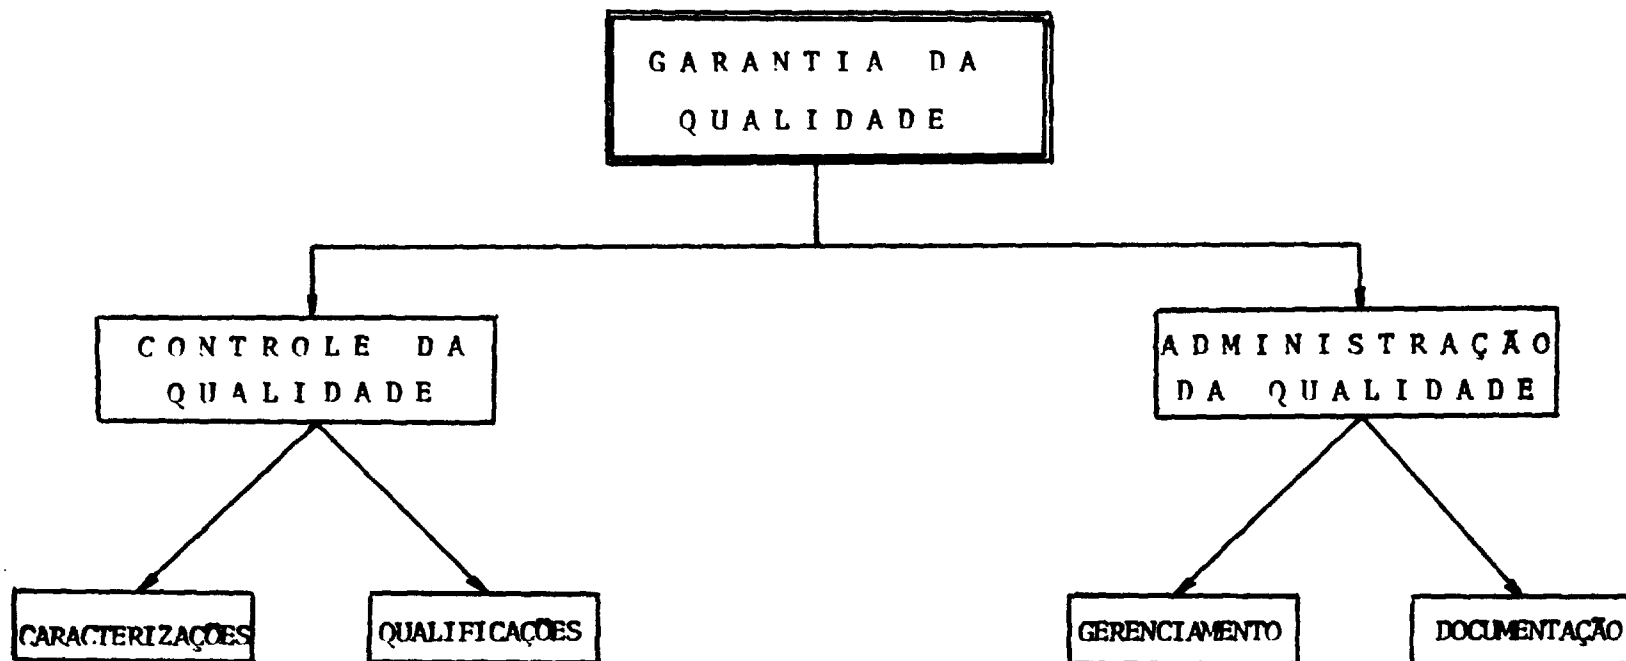 GARANTIA DA
QUALIDADE
CONTROLE DA
QUALIDADE
ADMINISTRAÇÃO
DA QUALIDADE
CARACTERIZAÇÕES
QUALIFICAÇÕES
GERENCIAMENTO
DOCUMENTAÇÃO